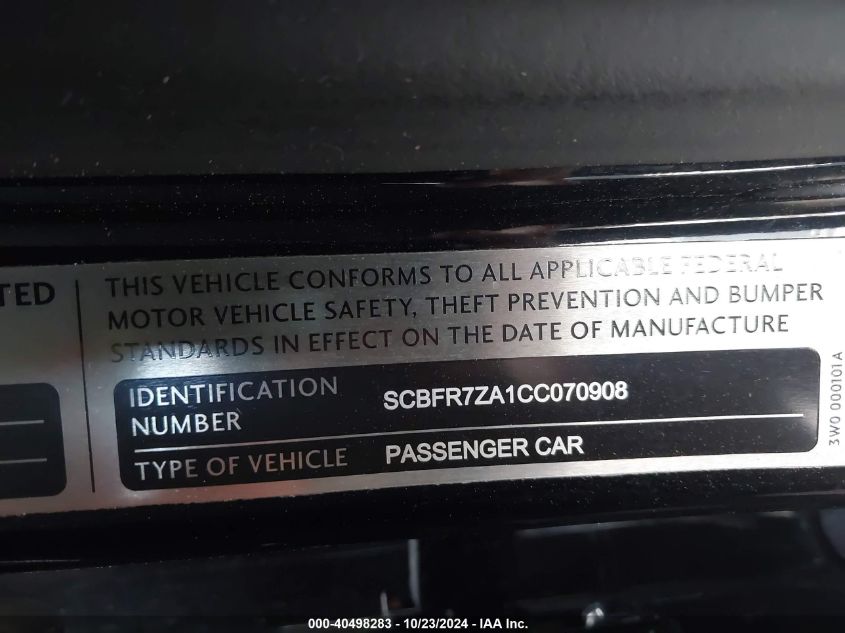 TED
THIS VEHICLE CONFORMS TO ALL APPLICABLE FEDERAL
MOTOR VEHICLE SAFETY, THEFT PREVENTION AND BUMPER
STANDARDS IN EFFECT ON THE DATE OF MANUFACTURE
IDENTIFICATION
NUMBER
SCBFR7ZA1CC070908
TYPE OF VEHICLE
PASSENGER CAR
3W0 000101A
000-40498283 - 10/23/2024 - IAA Inc.